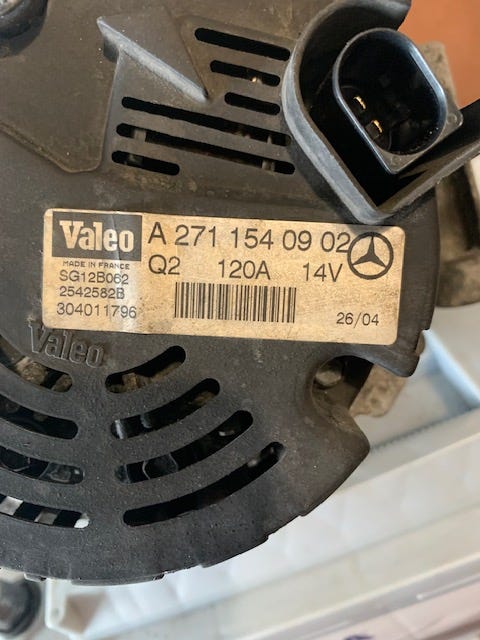 Valeo A 271 154 09 02
MADE IN FRANCE Q2 120A 14V
SG12B062
2542582B
304011796 26/04
Valeo